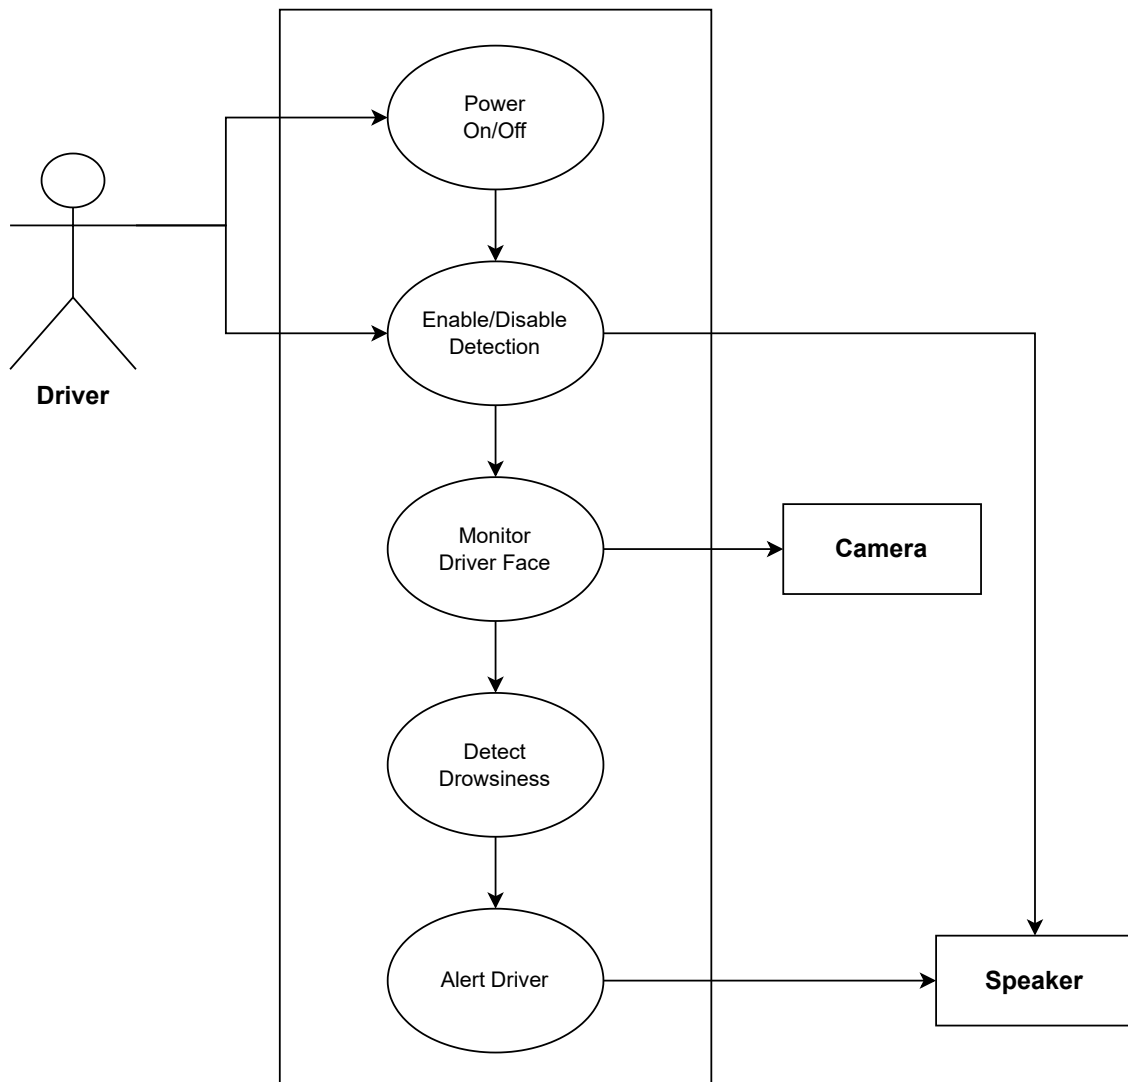 Power
On/Off
Enable/Disable
Detection
Driver
Monitor
Driver Face
Camera
Detect
Drowsiness
Alert Driver
Speaker